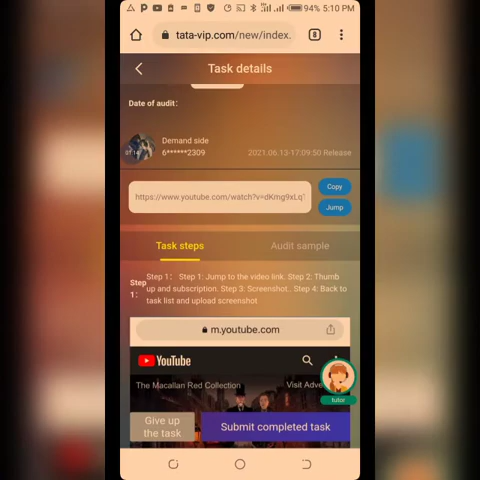 94% 5:10 PM
tata-vip.com/new/index.
8
Task details
Date of audit:
Demand side
6******2309
2021.06.13-17:09:50 Release
https://www.youtube.com/watch?v=dKmg9xLq
Copy
Jump
Task steps
Audit sample
Step 1: Step 1: Jump to the video link. Step 2: Thumb
up and subscription. Step 3: Screenshot.. Step 4: Back to
task list and upload screenshot
m.youtube.com
YouTube
The Macallan Red Collection
Visit Adve
tutor
Give up
the task
Submit completed task